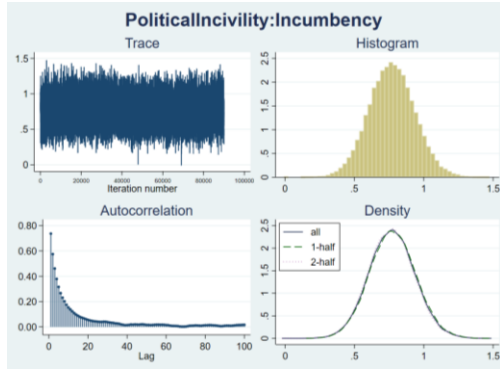 PoliticalIncivility:Incumbency
Trace
1.5
1
.5
0
0 20000 40000 60000 80000 100000
Iteration number
Histogram
2.5
2
1.5
1
.5
0
0 .5 1 1.5
Autocorrelation
0.80
0.60
0.40
0.20
0.00
0 20 40 60 80 100
Lag
Density
all
1-half
2-half
2.5
2
1.5
1
.5
0
0 .5 1 1.5